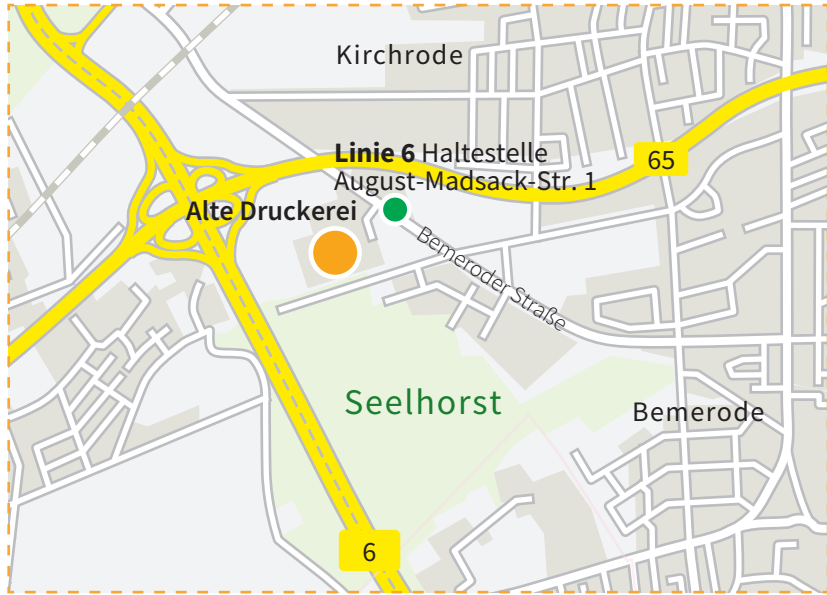 Kirchrode
Linie 6 Haltestelle
August-Madsack-Str. 1
65
Alte Druckerei
Bemeroder Straße
Seelhorst
Bemerode
6